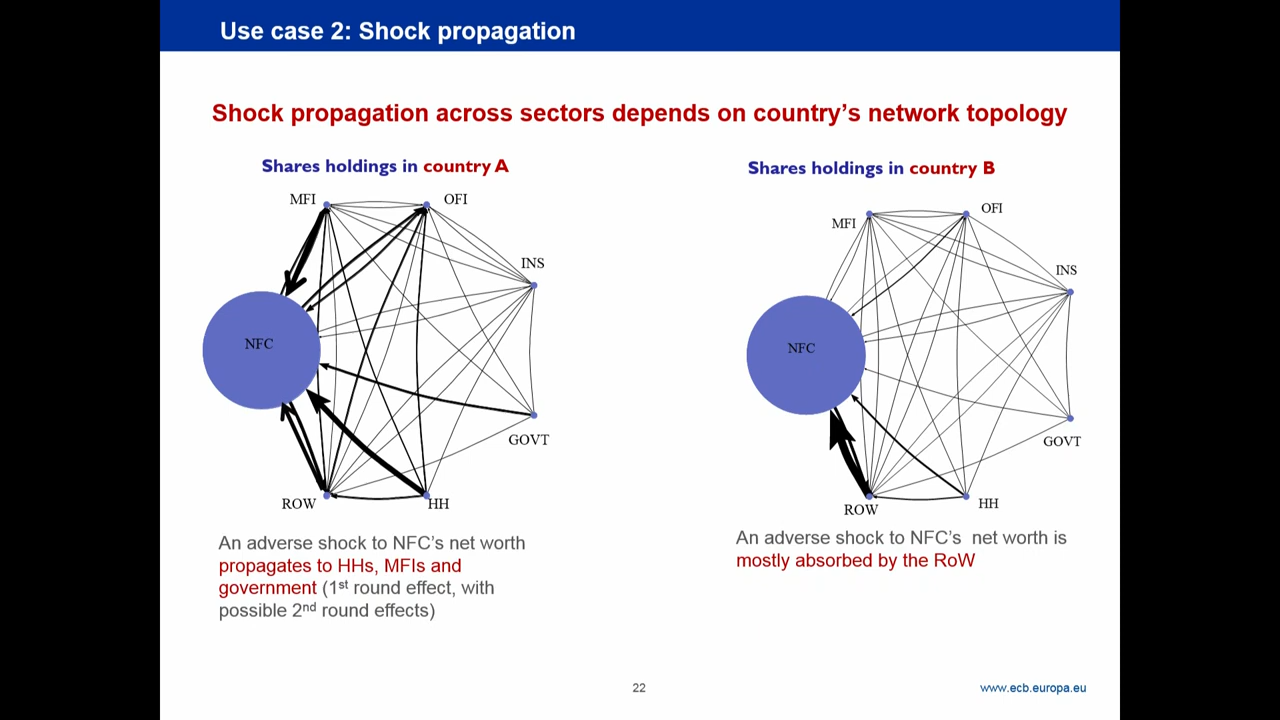 Use case 2: Shock propagation
Shock propagation across sectors depends on country's network topology
Shares holdings in country A
MFI
OFI
INS
NFC
GOVT
ROW
HH
An adverse shock to NFC's net worth
propagates to HHs, MFIs and
government (1st round effect, with
possible 2nd round effects)
Shares holdings in country B
MFI
OFI
INS
NFC
GOVT
ROW
HH
An adverse shock to NFC's net worth is
mostly absorbed by the RoW
22
www.ecb.europa.eu